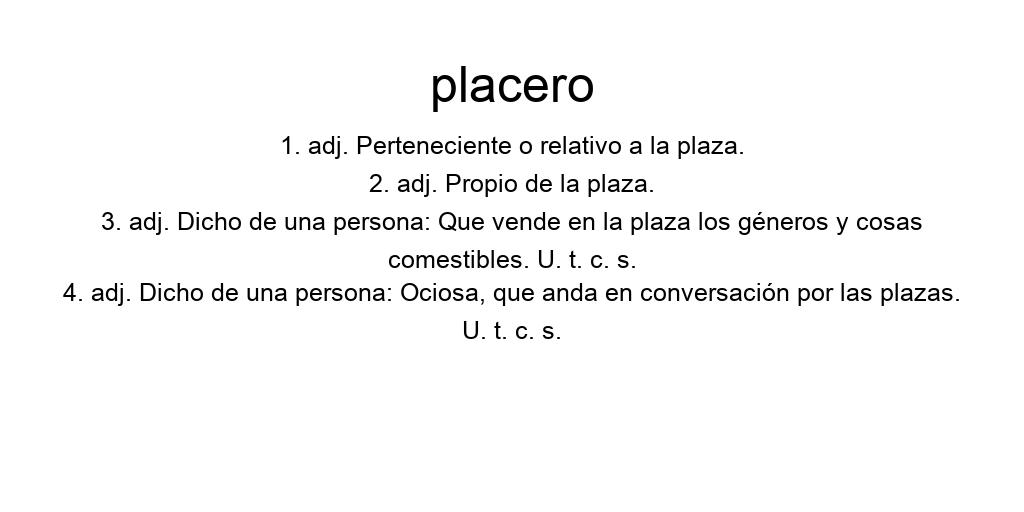 placero
1. adj. Perteneciente o relativo a la plaza.
2. adj. Propio de la plaza.
3. adj. Dicho de una persona: Que vende en la plaza los géneros y cosas
comestibles. U. t. c. s.
4. adj. Dicho de una persona: Ociosa, que anda en conversación por las plazas.
U. t. c. s.